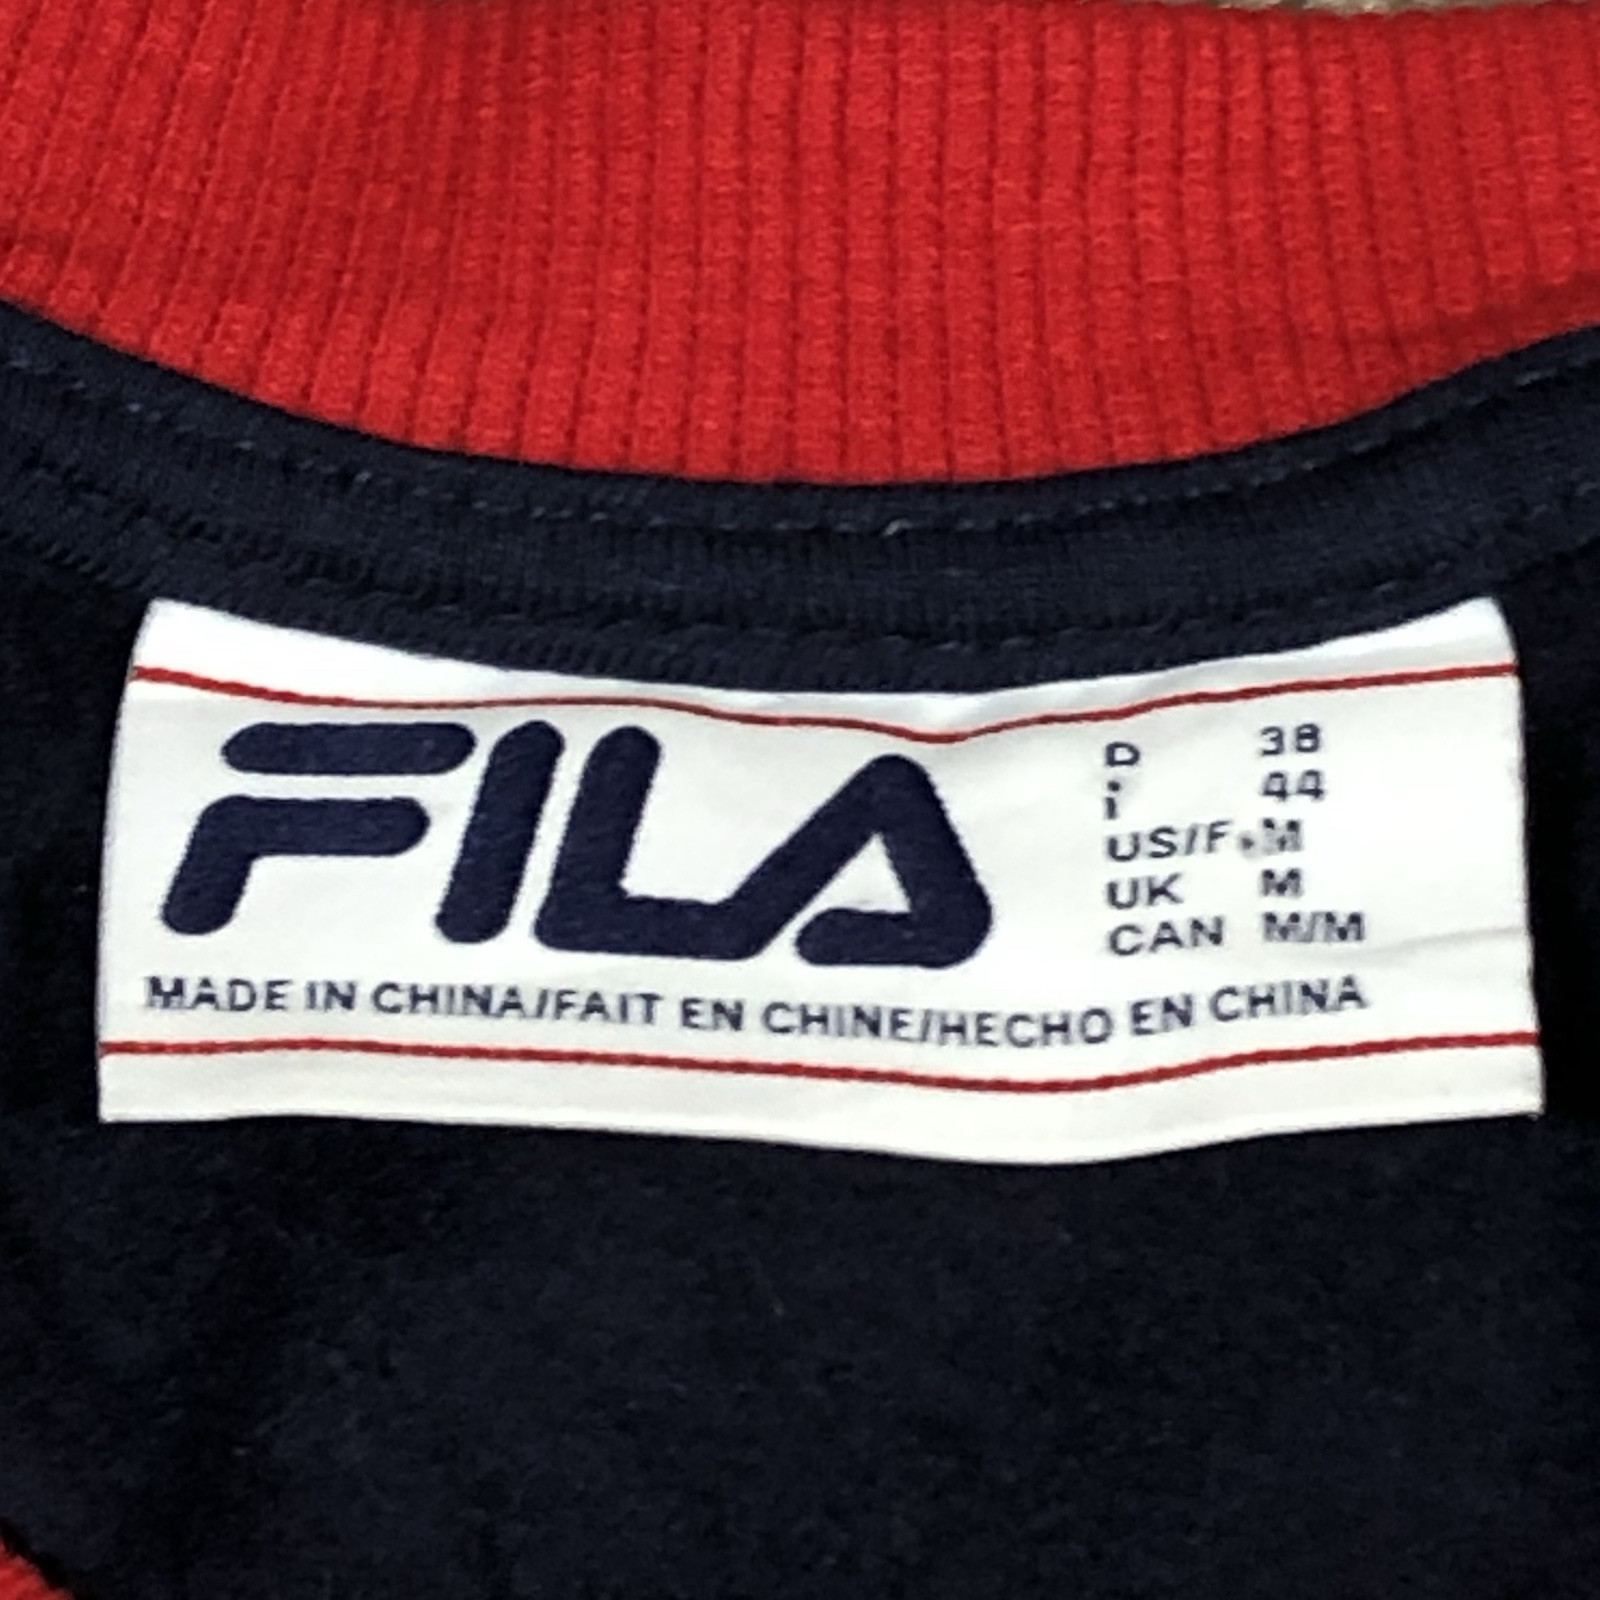 FILA
D 38
i 44
US/F M
UK M
CAN M/M
MADE IN CHINA/FAIT EN CHINE/HECHO EN CHINA